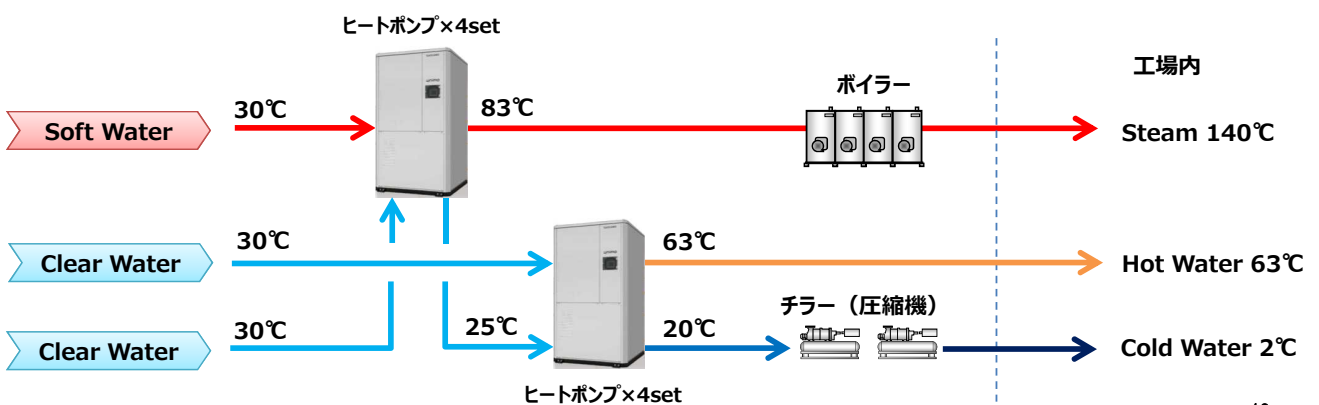 ヒートポンプ×4set
工場内
ボイラー
Soft Water
30℃
83℃
Steam 140℃
Clear Water
30℃
63℃
Hot Water 63℃
チラー（圧縮機）
Clear Water
30℃
25℃
20℃
Cold Water 2℃
ヒートポンプ×4set